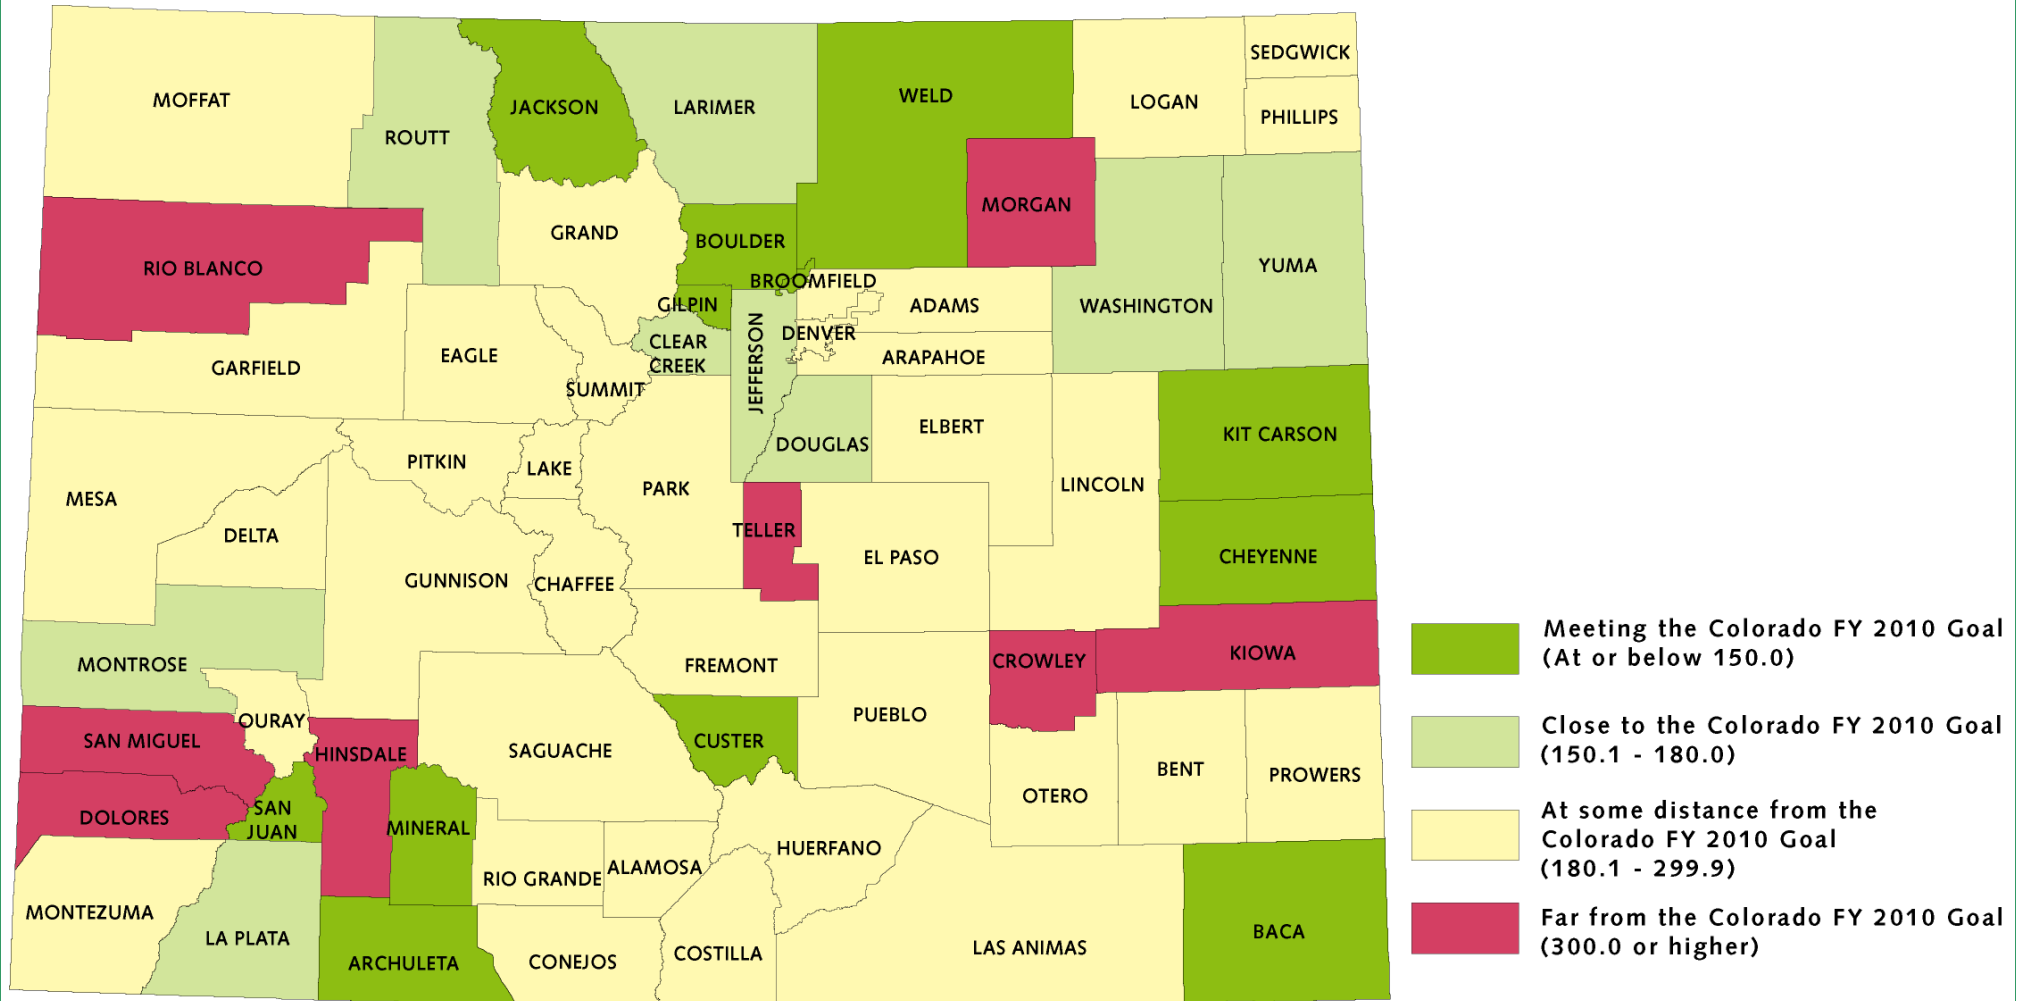 MOFFAT
ROUTT
JACKSON
LARIMER
WELD
LOGAN
SEDGWICK
PHILLIPS
MORGAN
GRAND
BOULDER
RIO BLANCO
YUMA
BROOMFIELD
GILPIN
ADAMS
WASHINGTON
CLEAR
CREEK
JEFFERSON
DENVER
ARAPAHOE
GARFIELD
EAGLE
SUMMIT
ELBERT
KIT CARSON
DOUGLAS
PITKIN
LAKE
PARK
LINCOLN
MESA
DELTA
TELLER
EL PASO
CHEYENNE
GUNNISON
CHAFFEE
MONTROSE
FREMONT
CROWLEY
KIOWA
OURAY
PUEBLO
SAN MIGUEL
HINSDALE
SAGUACHE
CUSTER
BENT
PROWERS
OTERO
DOLORES
SAN
JUAN
MINERAL
HUERFANO
RIO GRANDE
ALAMOSA
MONTEZUMA
LA PLATA
ARCHULETA
CONEJOS
COSTILLA
LAS ANIMAS
BACA
Meeting the Colorado FY 2010 Goal
(At or below 150.0)
Close to the Colorado FY 2010 Goal
(150.1 - 180.0)
At some distance from the
Colorado FY 2010 Goal
(180.1 - 299.9)
Far from the Colorado FY 2010 Goal
(300.0 or higher)